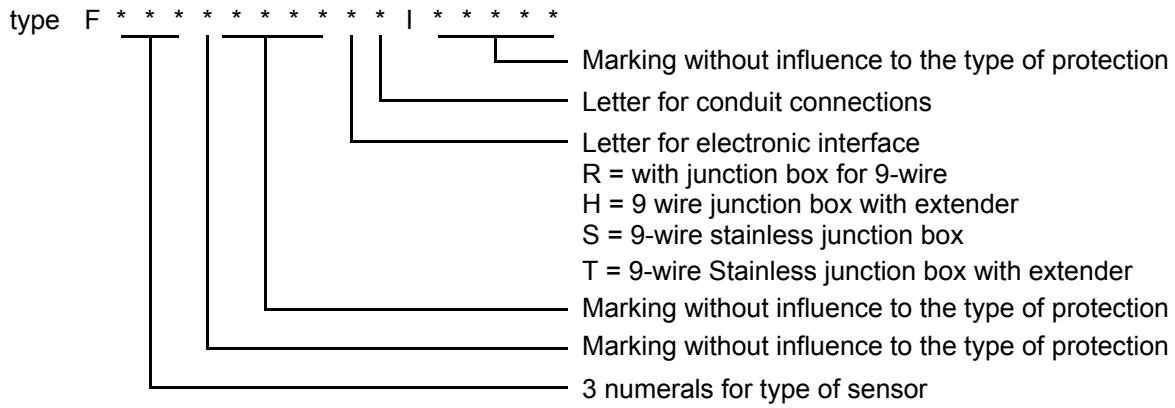 type F * * * * * * * * * * I * * * * *
Marking without influence to the type of protection
Letter for conduit connections
Letter for electronic interface
R = with junction box for 9-wire
H = 9 wire junction box with extender
S = 9-wire stainless junction box
T = 9-wire Stainless junction box with extender
Marking without influence to the type of protection
Marking without influence to the type of protection
3 numerals for type of sensor